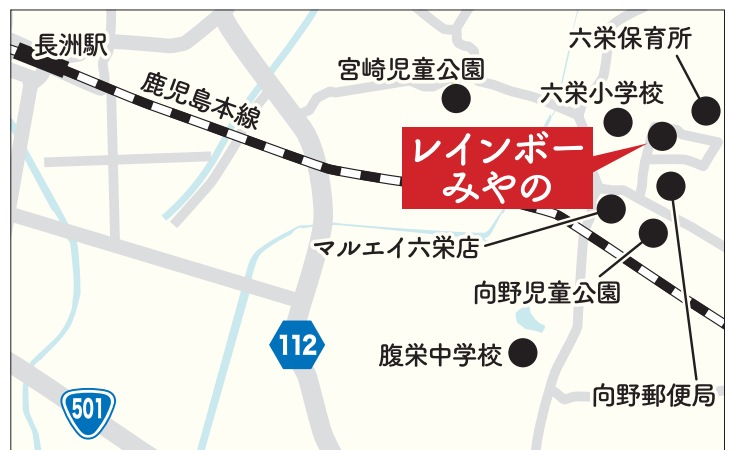 長洲駅
鹿児島本線
宮崎児童公園
六栄保育所
六栄小学校
レインボー
みやの
マルエイ六栄店
向野児童公園
112
腹栄中学校
向野郵便局
501